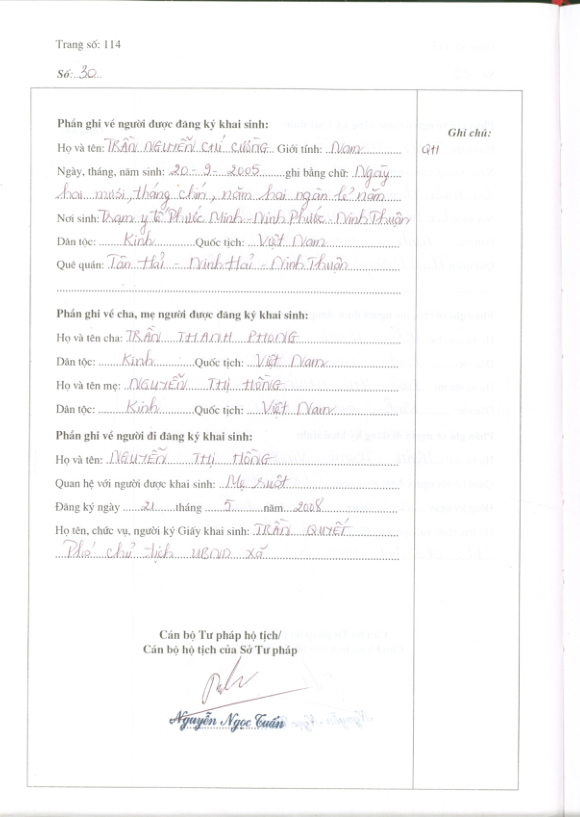 Trang số: 114
Số: 30
Phần ghi về người được đăng ký khai sinh:
Ghi chú:
Họ và tên: TRẦN NGUYỄN CHÍ CƯỜNG Giới tính: Nam
QH
Ngày, tháng, năm sinh: 20-9-2005 ghi bằng chữ: Ngày
hai mươi, tháng chín, năm hai ngàn lẻ năm
Nơi sinh: Trạm y tế Phước Minh - Ninh Phước - Ninh Thuận
Dân tộc: Kinh Quốc tịch: Việt Nam
Quê quán: Tân Hải - Ninh Hải - Ninh Thuận
Phần ghi về cha, mẹ người được đăng ký khai sinh:
Họ và tên cha: TRẦN THANH PHONG
Dân tộc: Kinh Quốc tịch: Việt Nam
Họ và tên mẹ: NGUYỄN THỊ HỒNG
Dân tộc: Kinh Quốc tịch: Việt Nam
Phần ghi về người đi đăng ký khai sinh:
Họ và tên: NGUYỄN THỊ HỒNG
Quan hệ với người được khai sinh: Mẹ ruột
Đăng ký ngày 21 tháng 5 năm 2008
Họ tên, chức vụ, người ký Giấy khai sinh: TRẦN QUYẾT
Phó chủ tịch UBND xã
Cán bộ Tư pháp hộ tịch/
Cán bộ hộ tịch của Sở Tư pháp
Nguyễn Ngọc Tuấn